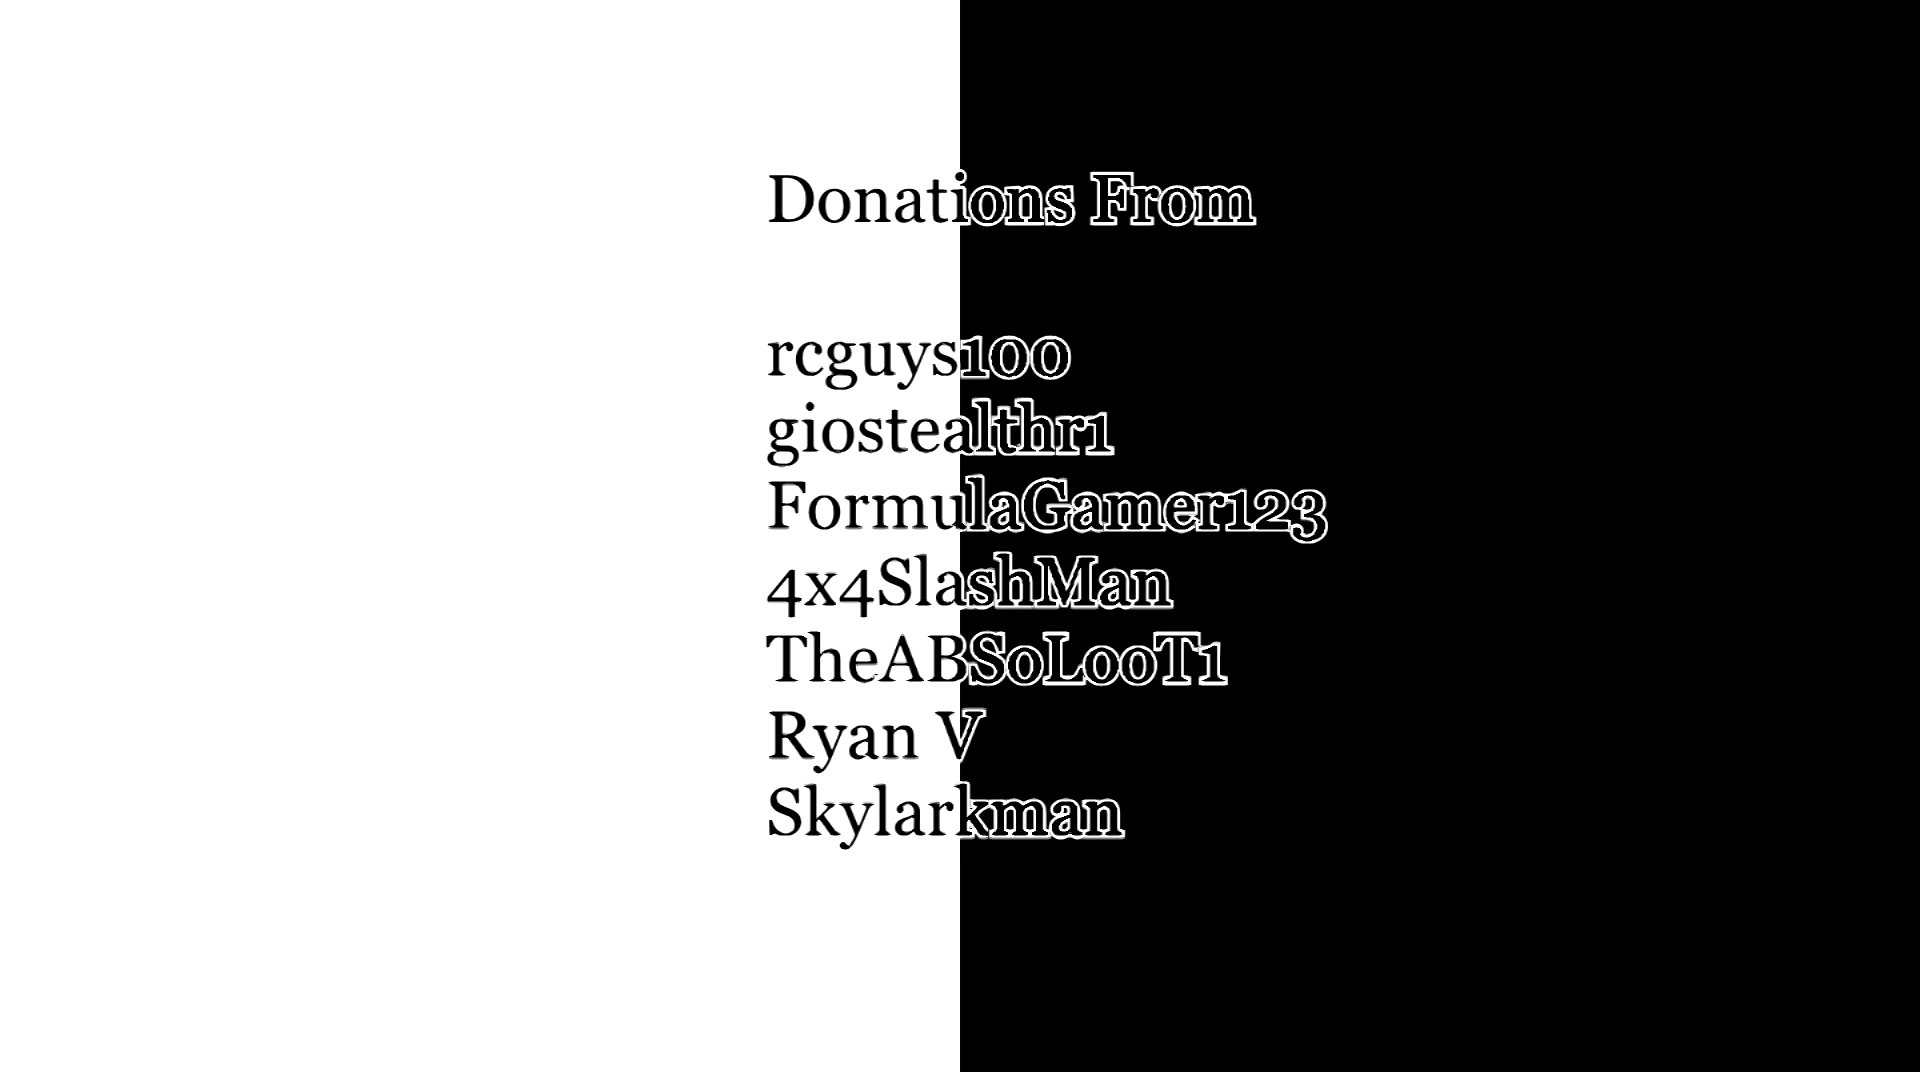 Donations From
rcguys100
giostealthr1
FormulaGamer123
4x4SlashMan
TheABSoLooT1
Ryan V
Skylarkman